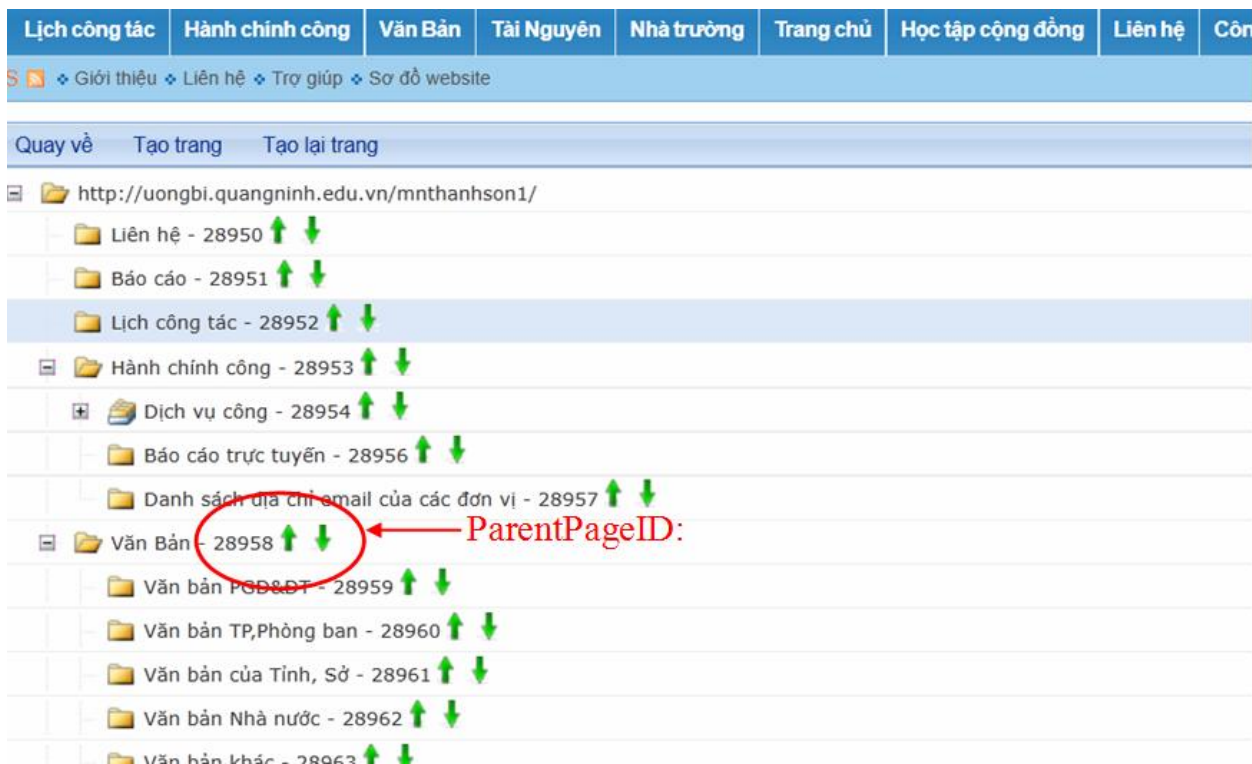 Lịch công tác Hành chính công Văn Bản Tài Nguyên Nhà trường Trang chủ Học tập cộng đồng Liên hệ Côn
S Giới thiệu Liên hệ Trợ giúp Sơ đồ website
Quay về Tạo trang Tạo lại trang
http://uongbi.quangninh.edu.vn/mnthanhson1/
Liên hệ - 28950
Báo cáo - 28951
Lịch công tác - 28952
Hành chính công - 28953
Dịch vụ công - 28954
Báo cáo trực tuyến - 28956
Danh sách địa chỉ email của các đơn vị - 28957
Văn Bản - 28958 ParentPageID:
Văn bản PGD&ĐT - 28959
Văn bản TP,Phòng ban - 28960
Văn bản của Tỉnh, Sở - 28961
Văn bản Nhà nước - 28962
Văn bản khác - 28963